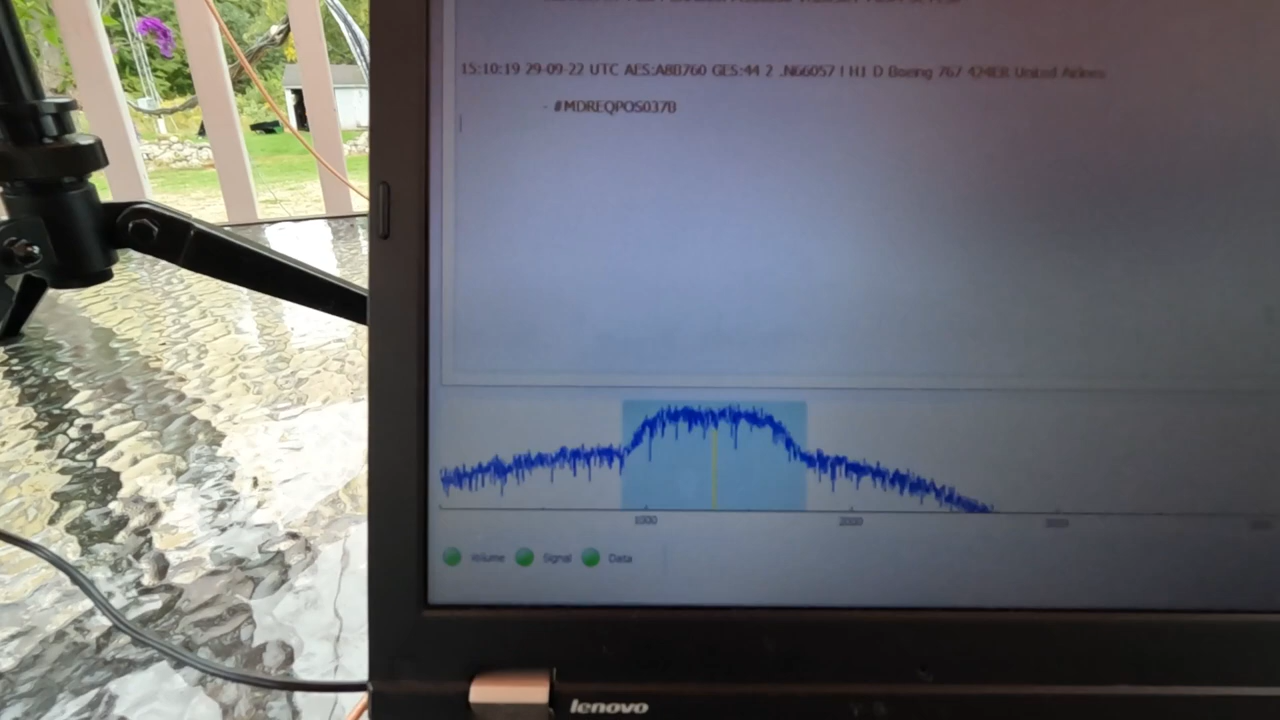 15:10:19 29-09-22 UTC AES:A8B760 GES:44 2 .N66057 ! H1 D Boeing 767 424ER United Airlines
- #MDREQPOS037B
1000
2000
3000
Volume
Signal
Data
lenovo